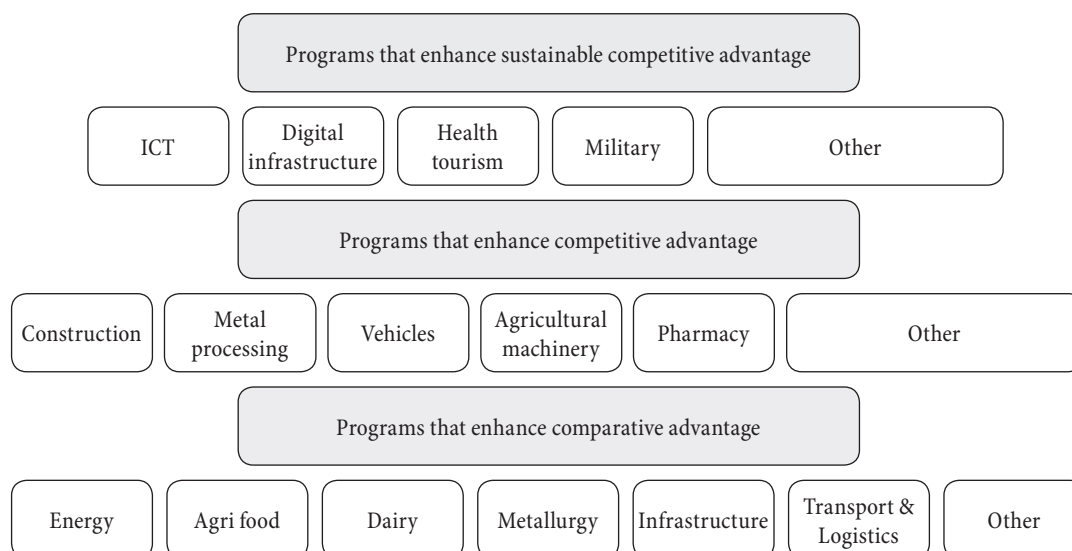 Programs that enhance sustainable competitive advantage
ICT
Digital
infrastructure
Health
tourism
Military
Other
Programs that enhance competitive advantage
Construction
Metal
processing
Vehicles
Agricultural
machinery
Pharmacy
Other
Programs that enhance comparative advantage
Energy
Agri food
Dairy
Metallurgy
Infrastructure
Transport &
Logistics
Other